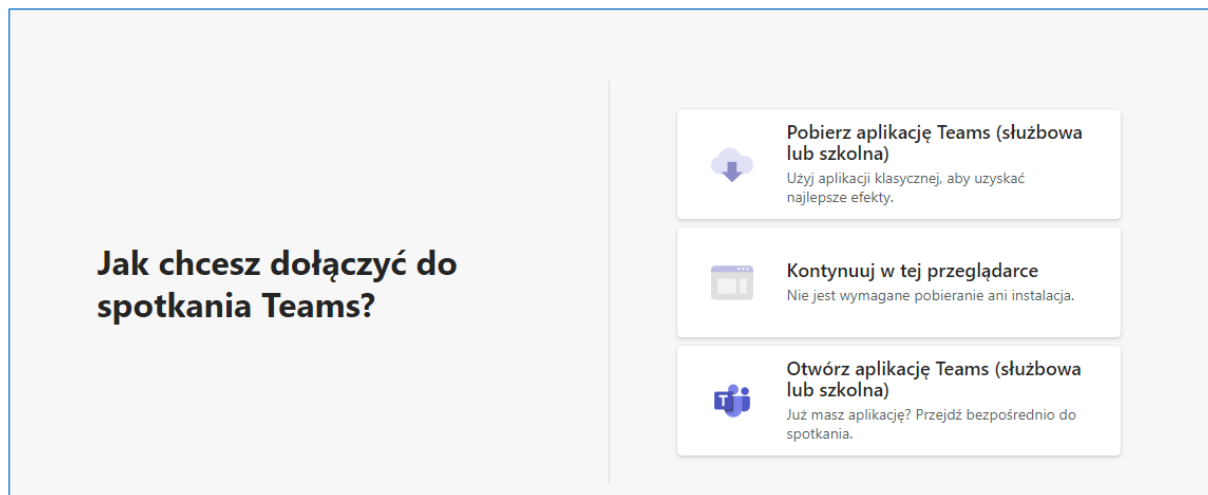 Jak chcesz dołączyć do
spotkania Teams?
Pobierz aplikację Teams (służbowa
lub szkolna)
Użyj aplikacji klasycznej, aby uzyskać
najlepsze efekty.
Kontynuuj w tej przeglądarce
Nie jest wymagane pobieranie ani instalacja.
Otwórz aplikację Teams (służbowa
lub szkolna)
Już masz aplikację? Przejdź bezpośrednio do
spotkania.